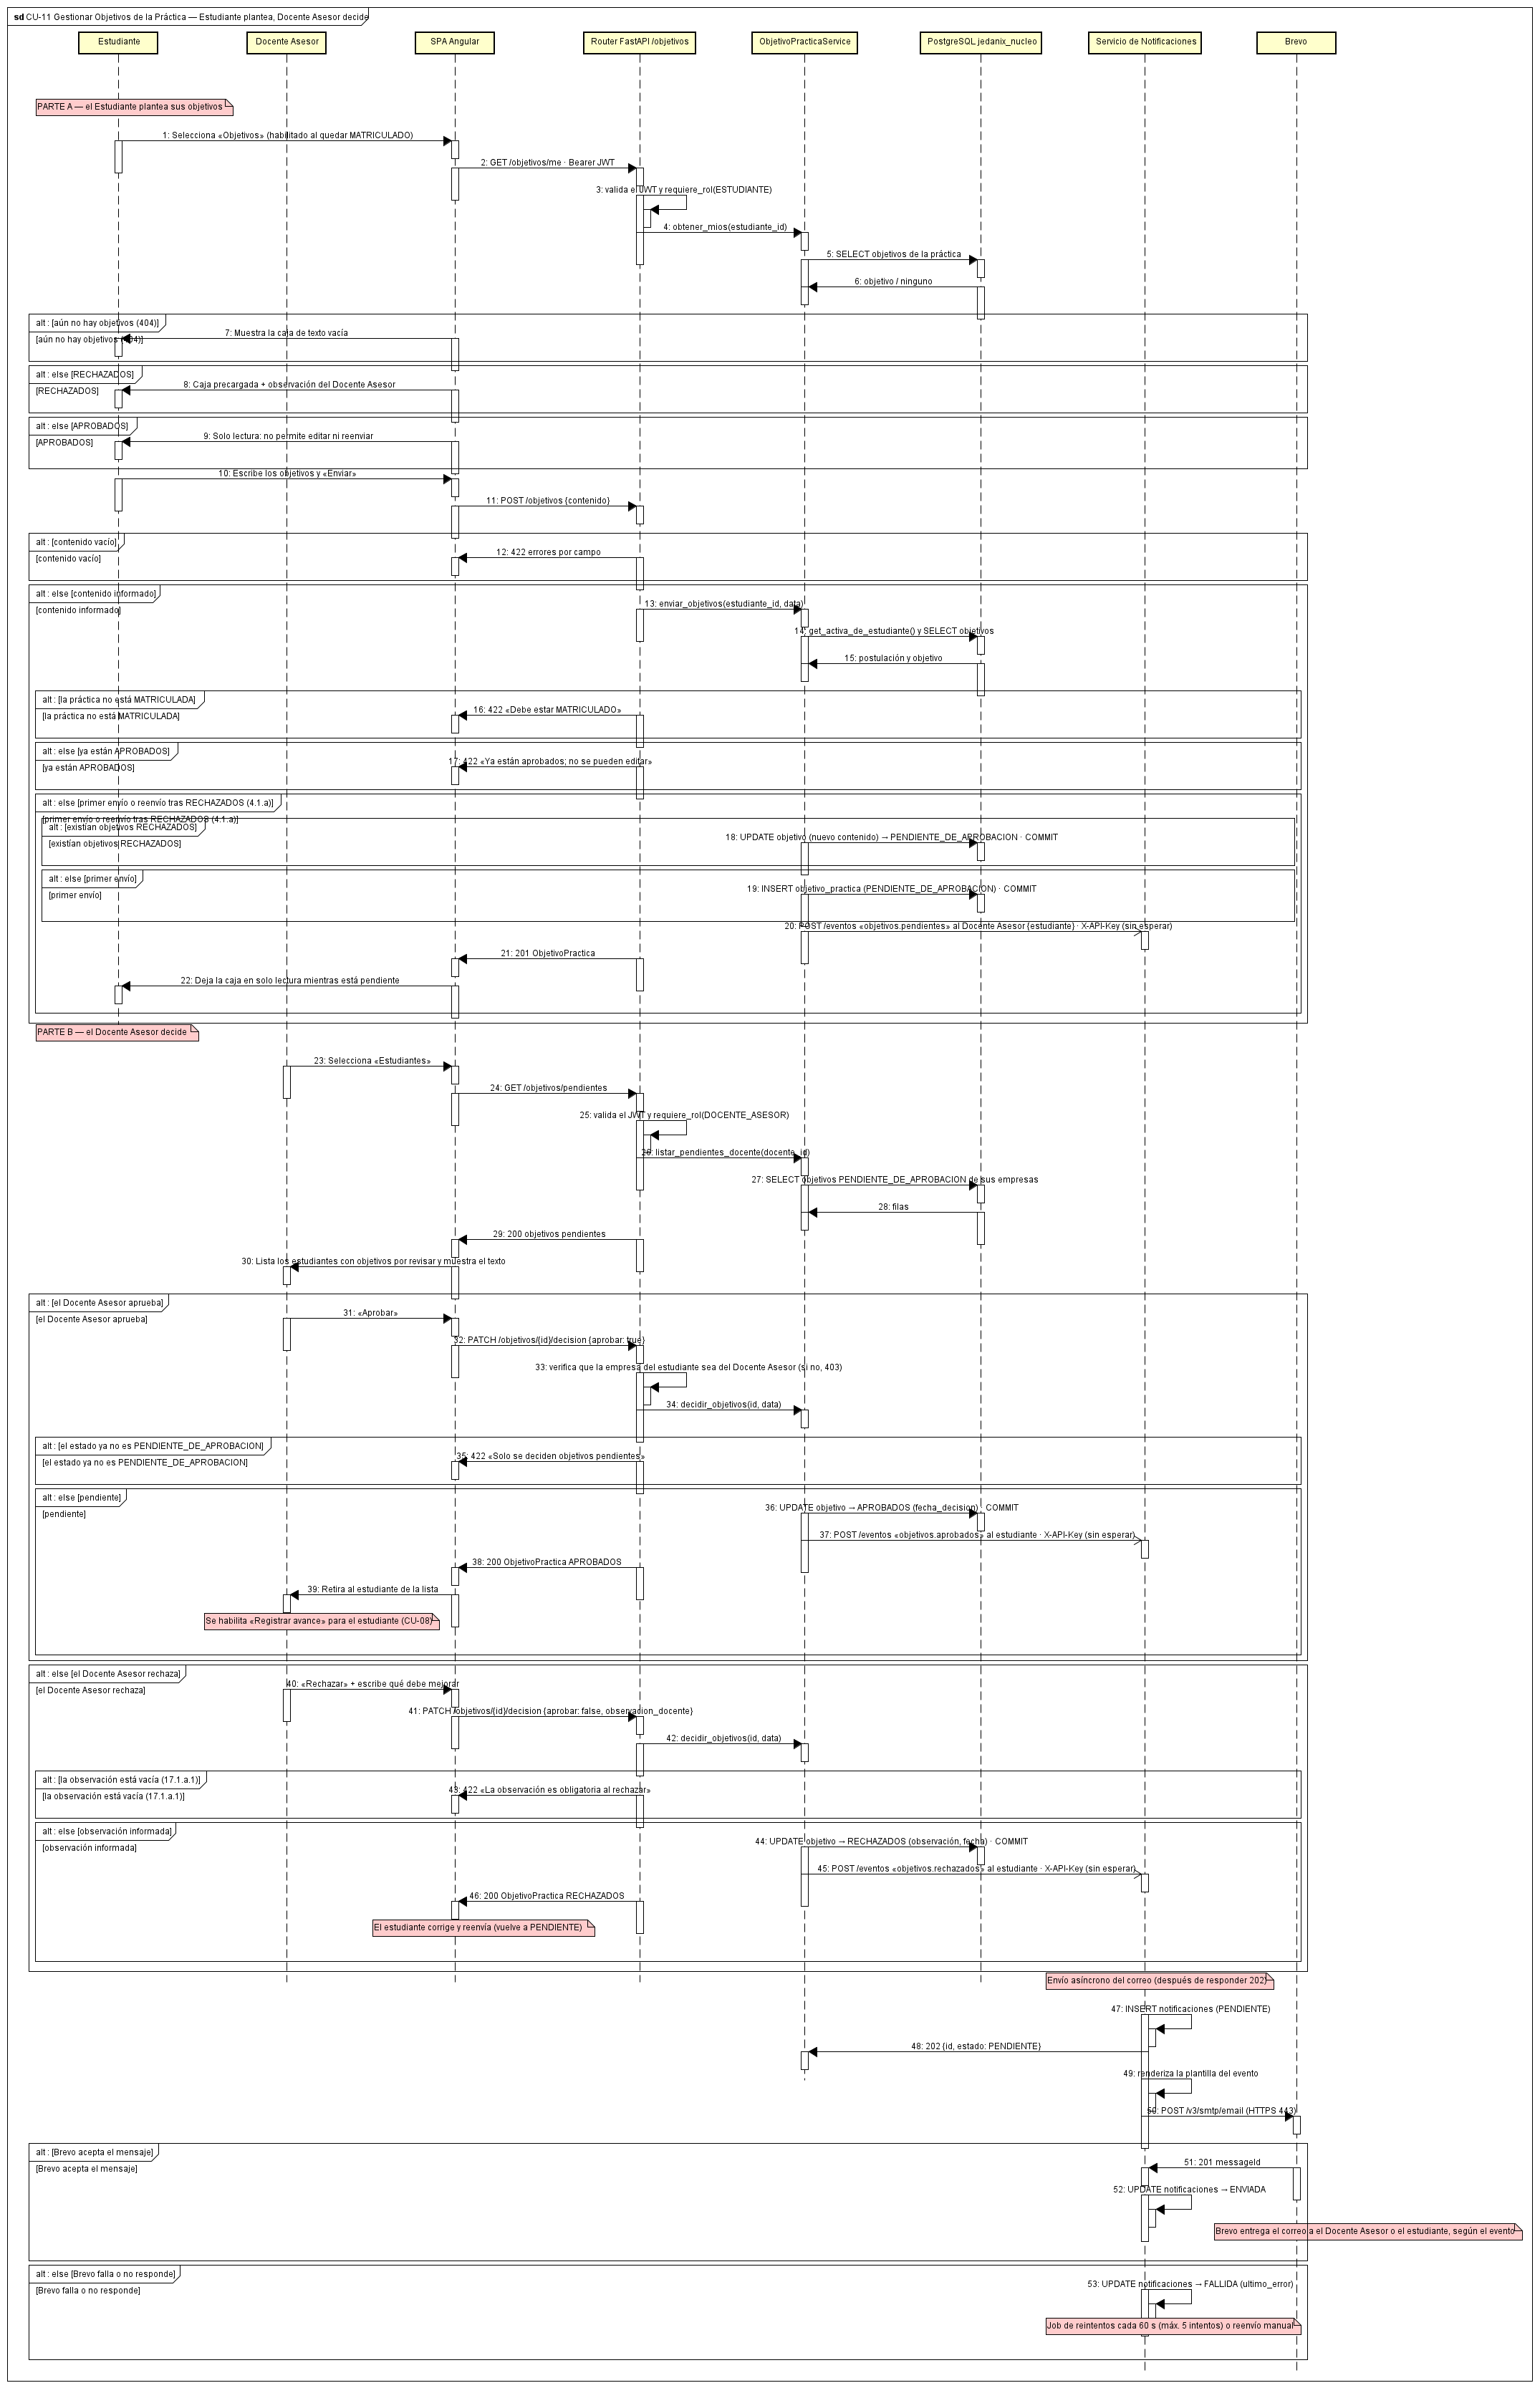 sd CU-11 Gestionar Objetivos de la Práctica — Estudiante plantea, Docente Asesor decide
Estudiante
Docente Asesor
SPA Angular
Router FastAPI /objetivos
ObjetivoPracticaService
PostgreSQL jedanix_nucleo
Servicio de Notificaciones
Brevo
PARTE A — el Estudiante plantea sus objetivos
1: Selecciona «Objetivos» (habilitado al quedar MATRICULADO)
2: GET /objetivos/me · Bearer JWT
3: valida el JWT y requiere_rol(ESTUDIANTE)
4: obtener_mios(estudiante_id)
5: SELECT objetivos de la práctica
6: objetivo / ninguno
alt : [aún no hay objetivos (404)]
7: Muestra la caja de texto vacía
[aún no hay objetivos (404)]
alt : else [RECHAZADOS]
8: Caja precargada + observación del Docente Asesor
[RECHAZADOS]
alt : else [APROBADOS]
9: Solo lectura: no permite editar ni reenviar
[APROBADOS]
10: Escribe los objetivos y «Enviar»
11: POST /objetivos {contenido}
alt : [contenido vacío]
12: 422 errores por campo
[contenido vacío]
alt : else [contenido informado]
13: enviar_objetivos(estudiante_id, data)
[contenido informado]
14: get_activa_de_estudiante() y SELECT objetivos
15: postulación y objetivo
alt : [la práctica no está MATRICULADA]
16: 422 «Debe estar MATRICULADO»
[la práctica no está MATRICULADA]
alt : else [ya están APROBADOS]
17: 422 «Ya están aprobados; no se pueden editar»
[ya están APROBADOS]
alt : else [primer envío o reenvío tras RECHAZADOS (4.1.a)]
[primer envío o reenvío tras RECHAZADOS (4.1.a)]
alt : [existían objetivos RECHAZADOS]
18: UPDATE objetivo (nuevo contenido) → PENDIENTE_DE_APROBACION · COMMIT
[existían objetivos RECHAZADOS]
alt : else [primer envío]
19: INSERT objetivo_practica (PENDIENTE_DE_APROBACION) · COMMIT
[primer envío]
20: POST /eventos «objetivos.pendientes» al Docente Asesor {estudiante} · X-API-Key (sin esperar)
21: 201 ObjetivoPractica
22: Deja la caja en solo lectura mientras está pendiente
PARTE B — el Docente Asesor decide
23: Selecciona «Estudiantes»
24: GET /objetivos/pendientes
25: valida el JWT y requiere_rol(DOCENTE_ASESOR)
26: listar_pendientes_docente(docente_id)
27: SELECT objetivos PENDIENTE_DE_APROBACION de sus empresas
28: filas
29: 200 objetivos pendientes
30: Lista los estudiantes con objetivos por revisar y muestra el texto
alt : [el Docente Asesor aprueba]
31: «Aprobar»
[el Docente Asesor aprueba]
32: PATCH /objetivos/{id}/decision {aprobar: true}
33: verifica que la empresa del estudiante sea del Docente Asesor (si no, 403)
34: decidir_objetivos(id, data)
alt : [el estado ya no es PENDIENTE_DE_APROBACION]
35: 422 «Solo se deciden objetivos pendientes»
[el estado ya no es PENDIENTE_DE_APROBACION]
alt : else [pendiente]
36: UPDATE objetivo → APROBADOS (fecha_decision) · COMMIT
[pendiente]
37: POST /eventos «objetivos.aprobados» al estudiante · X-API-Key (sin esperar)
38: 200 ObjetivoPractica APROBADOS
39: Retira al estudiante de la lista
Se habilita «Registrar avance» para el estudiante (CU-08)
alt : else [el Docente Asesor rechaza]
40: «Rechazar» + escribe qué debe mejorar
[el Docente Asesor rechaza]
41: PATCH /objetivos/{id}/decision {aprobar: false, observacion_docente}
42: decidir_objetivos(id, data)
alt : [la observación está vacía (17.1.a.1)]
43: 422 «La observación es obligatoria al rechazar»
[la observación está vacía (17.1.a.1)]
alt : else [observación informada]
44: UPDATE objetivo → RECHAZADOS (observación, fecha) · COMMIT
[observación informada]
45: POST /eventos «objetivos.rechazados» al estudiante · X-API-Key (sin esperar)
46: 200 ObjetivoPractica RECHAZADOS
El estudiante corrige y reenvía (vuelve a PENDIENTE)
Envío asíncrono del correo (después de responder 202)
47: INSERT notificaciones (PENDIENTE)
48: 202 {id, estado: PENDIENTE}
49: renderiza la plantilla del evento
50: POST /v3/smtp/email (HTTPS 443)
alt : [Brevo acepta el mensaje]
51: 201 messageId
[Brevo acepta el mensaje]
52: UPDATE notificaciones → ENVIADA
Brevo entrega el correo a el Docente Asesor o el estudiante, según el evento
alt : else [Brevo falla o no responde]
53: UPDATE notificaciones → FALLIDA (ultimo_error)
[Brevo falla o no responde]
Job de reintentos cada 60 s (máx. 5 intentos) o reenvío manual